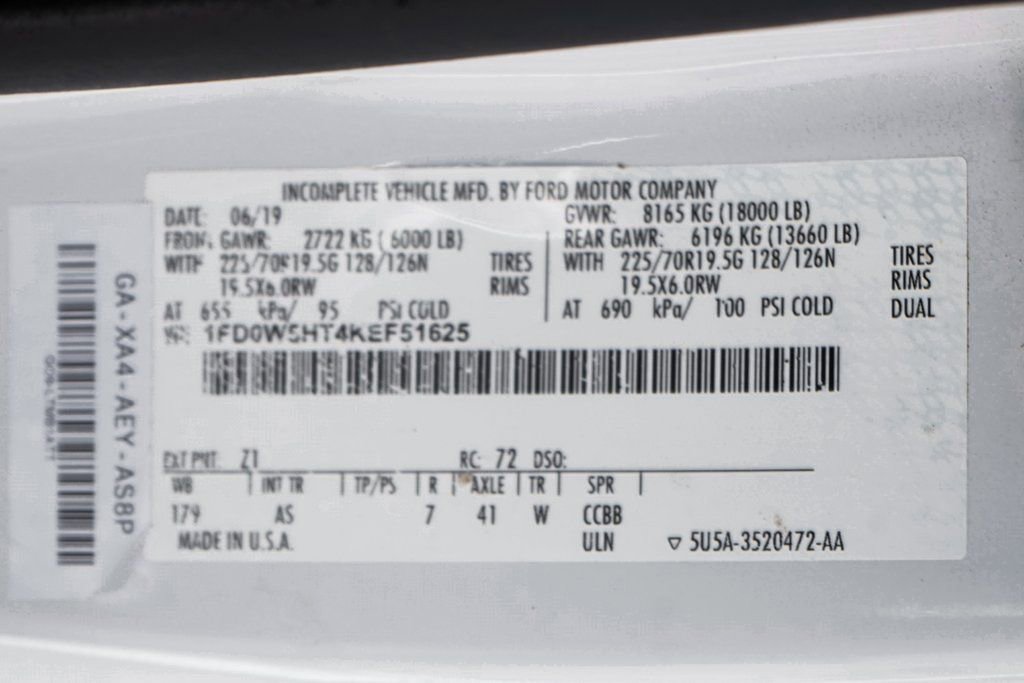 INCOMPLETE VEHICLE MFD. BY FORD MOTOR COMPANY
DATE: 06/19 GVWR: 8165 KG (18000 LB)
FRONT GAWR: 2722 KG ( 6000 LB) REAR GAWR: 6196 KG (13660 LB)
WITH 225/70R19.5G 128/126N TIRES WITH 225/70R19.5G 128/126N TIRES
19.5X6.0RW RIMS 19.5X6.0RW RIMS
AT 655 kPa/ 95 PSI COLD AT 690 kPa/ 100 PSI COLD DUAL
VIN: 1FD0W5HT4KEF51625
EXT PNT: Z1 RC: 72 DSO:
WB INT TR TP/PS R AXLE TR SPR
179 AS 7 41 W CCBB
MADE IN U.S.A. ULN ▽ 5U5A-3520472-AA
GA-XA4-AEY-AS8P